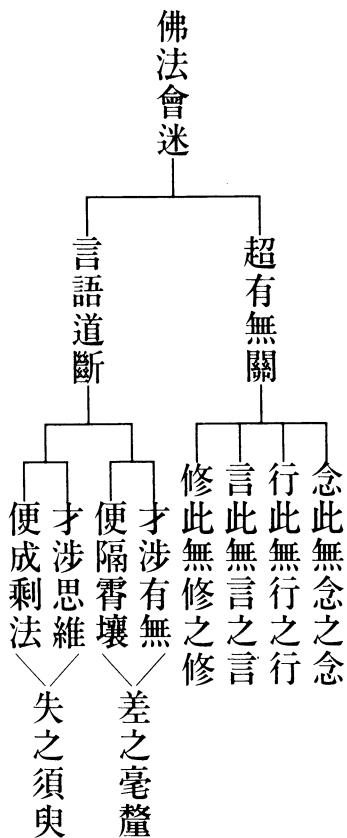 佛法會迷
超有無關
念此無念之念
行此無行之行
言此無言之言
修此無修之修
言語道斷
才涉有無
便隔霄壤
差之毫釐
才涉思維
便成剩法
失之須臾